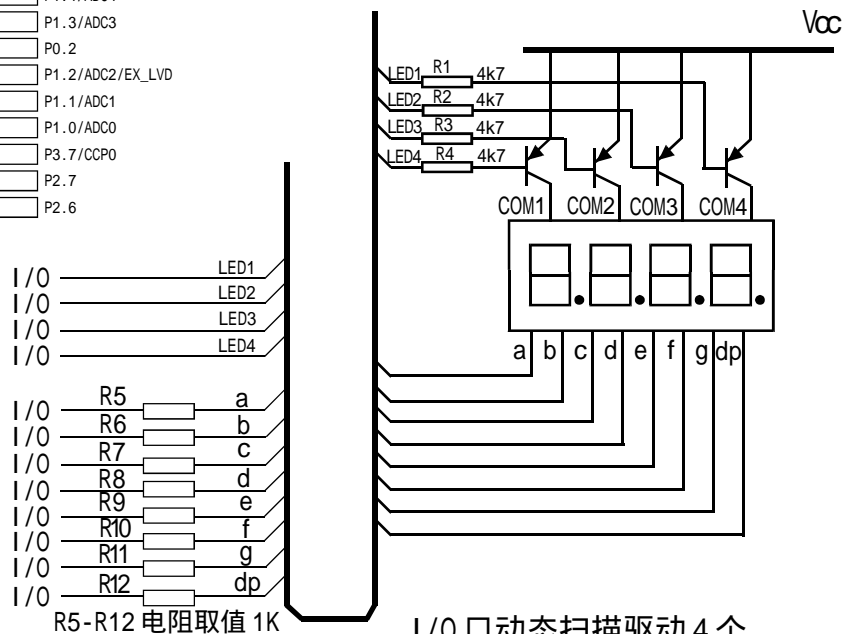 P1.3/ADC3
P0.2
P1.2/ADC2/EX_LVD
P1.1/ADC1
P1.0/ADC0
P3.7/CCP0
P2.7
P2.6
Vcc
LED1 R1 4k7
LED2 R2 4k7
LED3 R3 4k7
LED4 R4 4k7
COM1 COM2 COM3 COM4
a b c d e f g dp
I/O LED1
I/O LED2
I/O LED3
I/O LED4
I/O R5 a
I/O R6 b
I/O R7 c
I/O R8 d
I/O R9 e
I/O R10 f
I/O R11 g
I/O R12 dp
R5-R12 电阻取值 1K
I/O 口动态扫描驱动 4 个